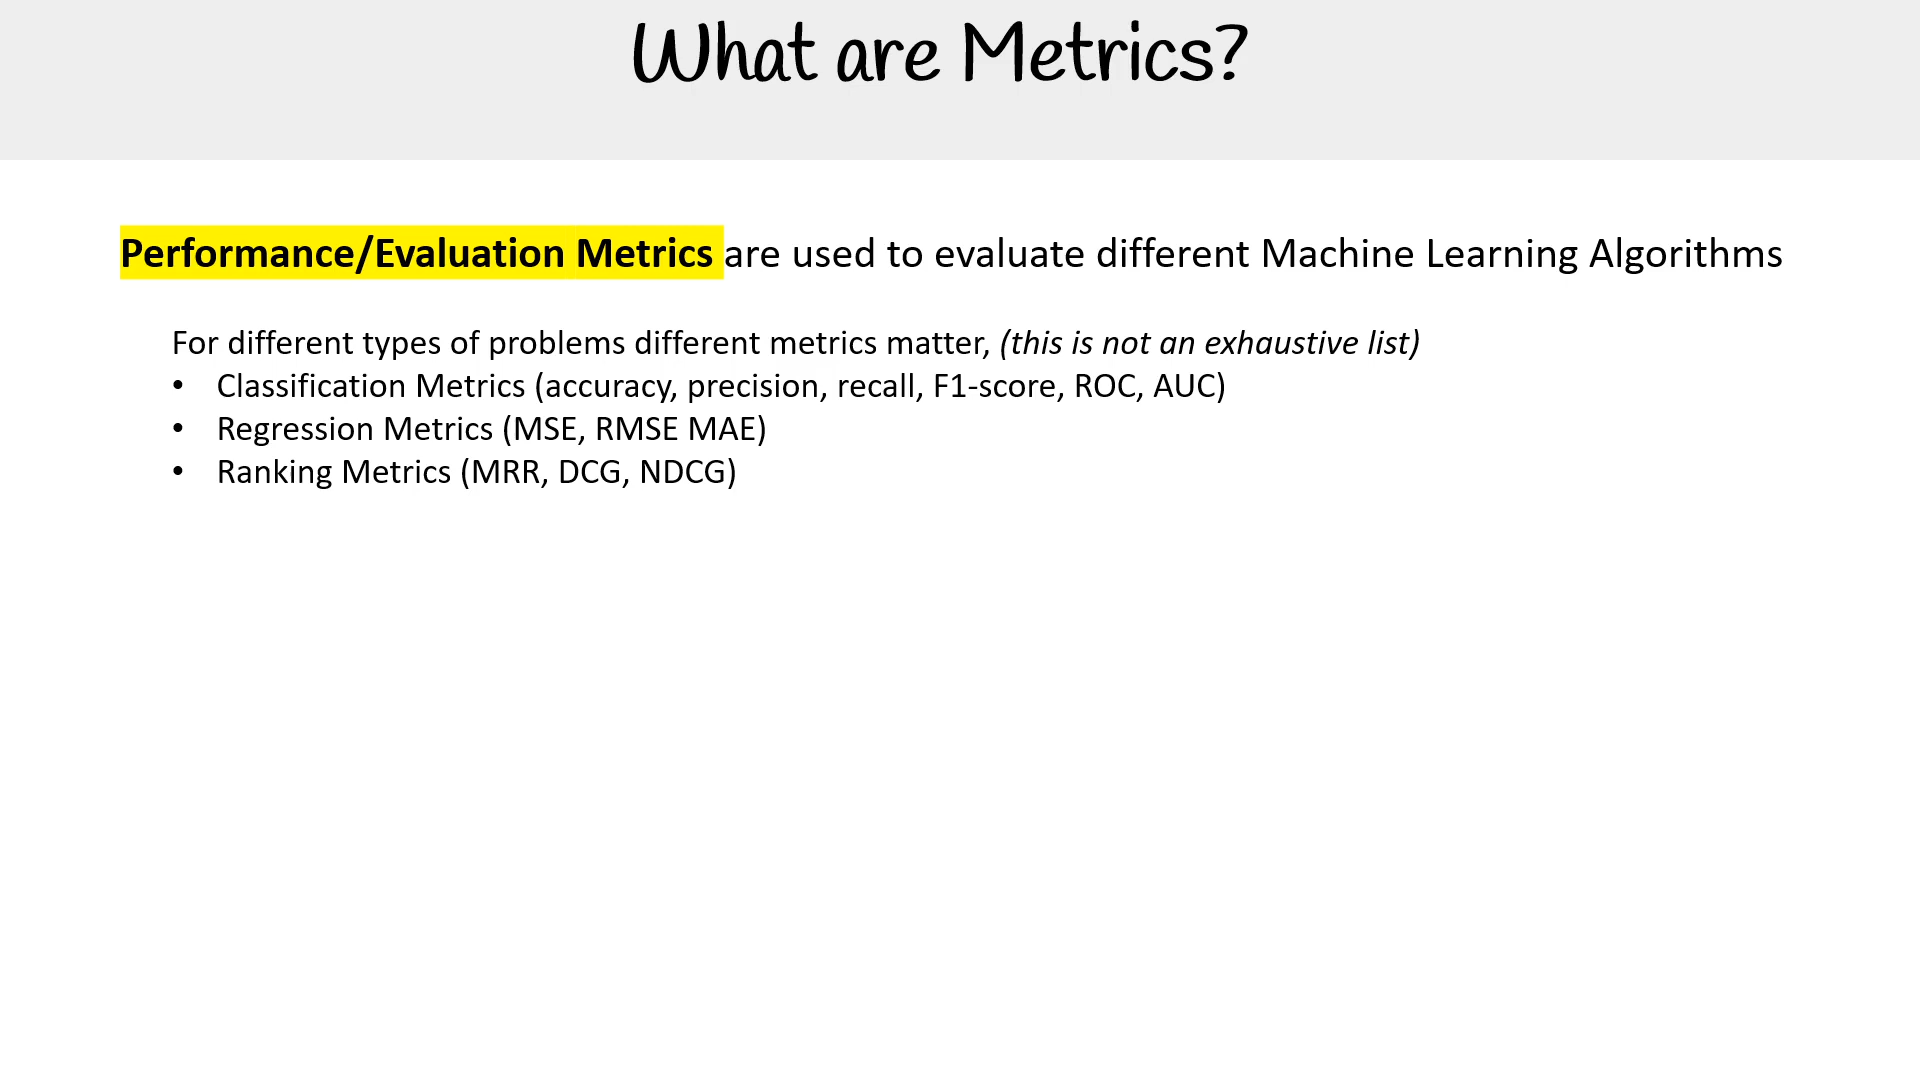 What are Metrics?
Performance/Evaluation Metrics are used to evaluate different Machine Learning Algorithms
For different types of problems different metrics matter, (this is not an exhaustive list)
• Classification Metrics (accuracy, precision, recall, F1-score, ROC, AUC)
• Regression Metrics (MSE, RMSE MAE)
• Ranking Metrics (MRR, DCG, NDCG)